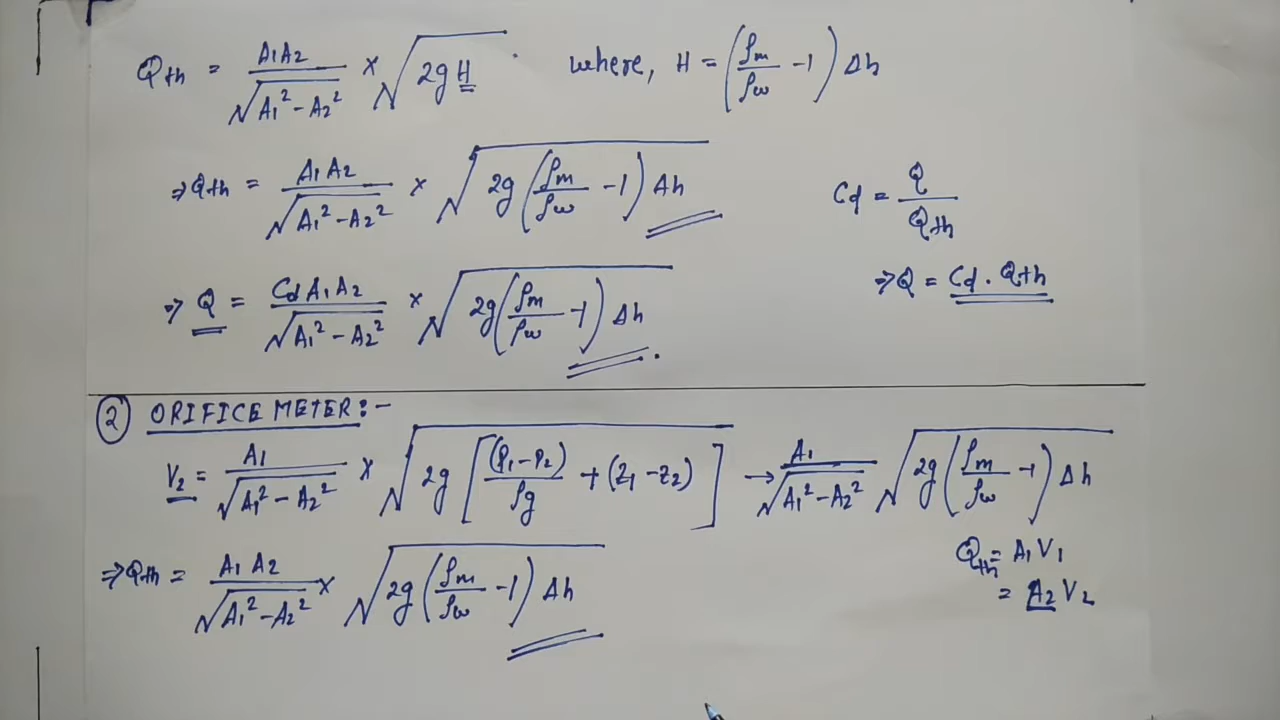 Qth = A1A2 / √(A1² - A2²) × √(2gH) where, H = (ρm/ρw - 1) Δh
⇒ Qth = A1A2 / √(A1² - A2²) × √(2g(ρm/ρw - 1) Δh)
Cd = Q / Qth
⇒ Q = Cd · Qth
⇒ Q = CdA1A2 / √(A1² - A2²) × √(2g(ρm/ρw - 1) Δh) .
② ORIFICE METER :-
V2 = A1 / √(A1² - A2²) × √(2g[(P1-P2)/ρg + (Z1 - Z2)]) → A1 / √(A1² - A2²) √(2g(ρm/ρw - 1) Δh)
⇒ Qth = A1A2 / √(A1² - A2²) × √(2g(ρm/ρw - 1) Δh)
Qth = A1V1
= A2V2